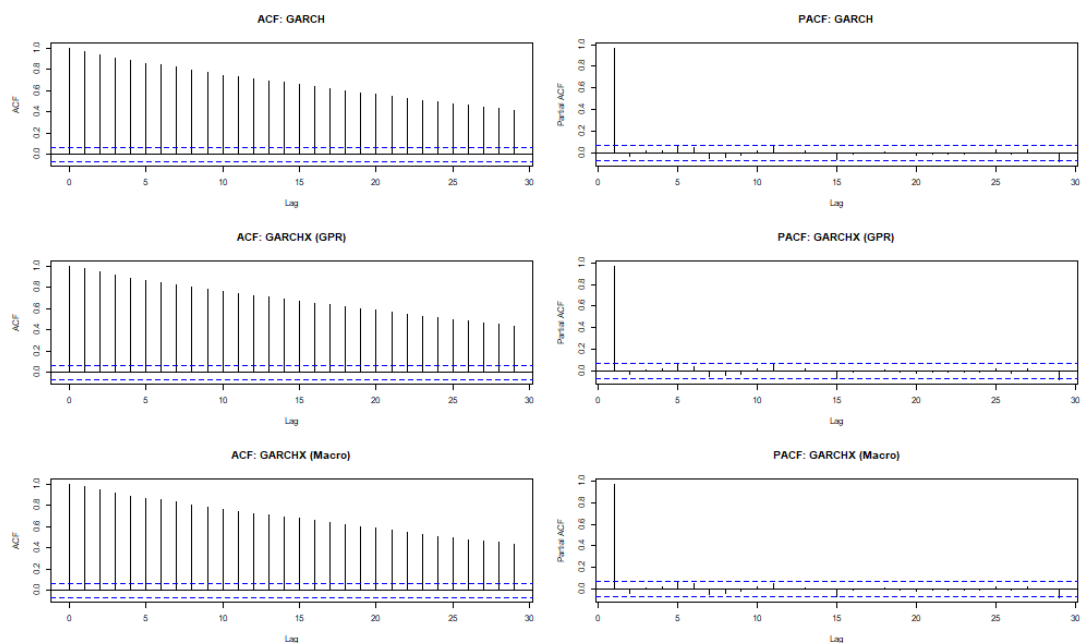 ACF: GARCH
ACF
0.0 0.2 0.4 0.6 0.8 1.0
0 5 10 15 20 25 30
Lag
PACF: GARCH
Partial ACF
0.0 0.2 0.4 0.6 0.8 1.0
0 5 10 15 20 25 30
Lag
ACF: GARCHX (GPR)
ACF
0.0 0.2 0.4 0.6 0.8 1.0
0 5 10 15 20 25 30
Lag
PACF: GARCHX (GPR)
Partial ACF
0.0 0.2 0.4 0.6 0.8 1.0
0 5 10 15 20 25 30
Lag
ACF: GARCHX (Macro)
ACF
0.0 0.2 0.4 0.6 0.8 1.0
0 5 10 15 20 25 30
Lag
PACF: GARCHX (Macro)
Partial ACF
0.0 0.2 0.4 0.6 0.8 1.0
0 5 10 15 20 25 30
Lag